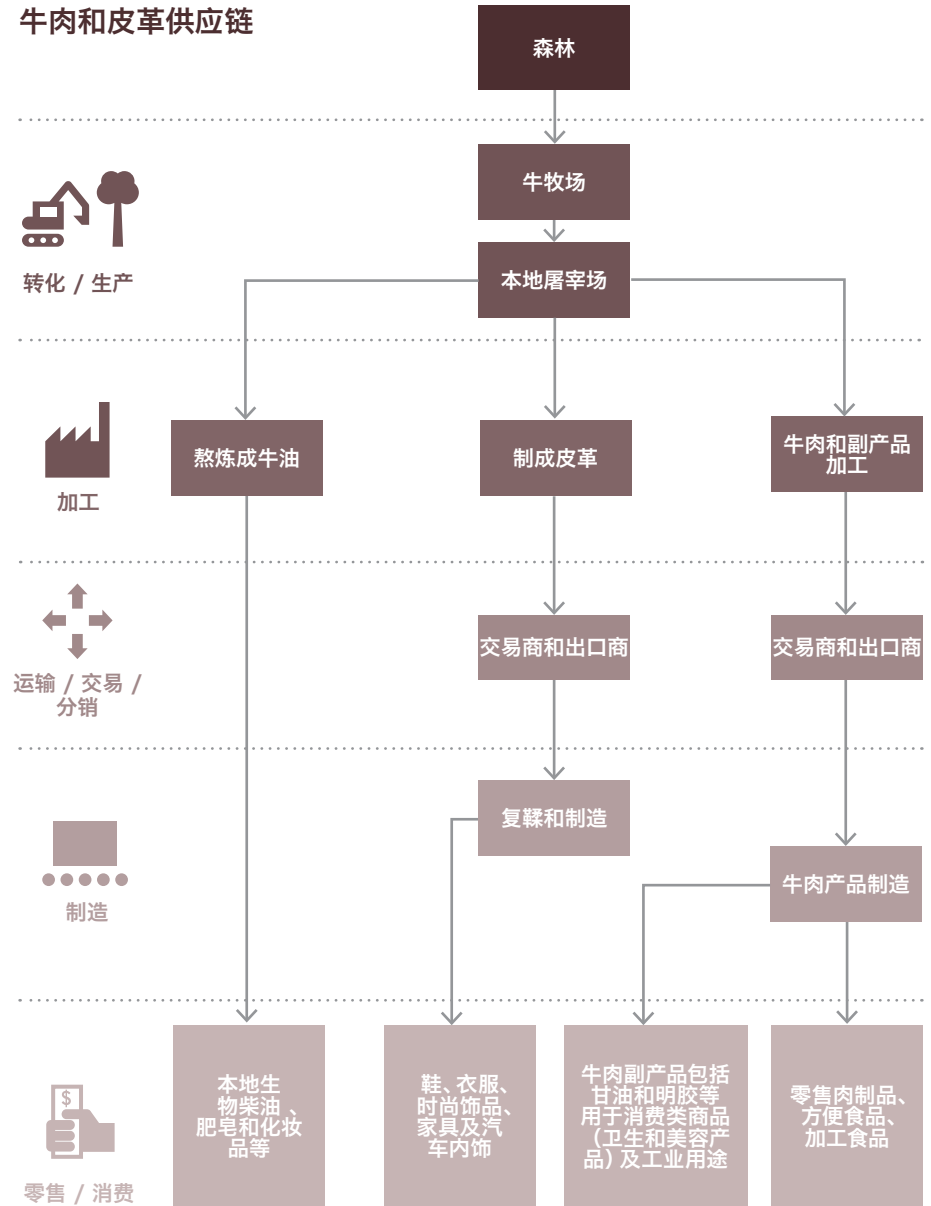 牛肉和皮革供应链
森林
牛牧场
本地屠宰场
转化 / 生产
熬炼成牛油
制成皮革
牛肉和副产品
加工
加工
交易商和出口商
交易商和出口商
运输 / 交易 /
分销
复鞣和制造
牛肉产品制造
制造
本地生
物柴油 、
肥皂和化妆
品等
鞋、衣服、
时尚饰品、
家具及汽
车内饰
牛肉副产品包括
甘油和明胶等
用于消费类商品
（卫生和美容产
品）及工业用途
零售肉制品、
方便食品、
加工食品
$
零售 / 消费